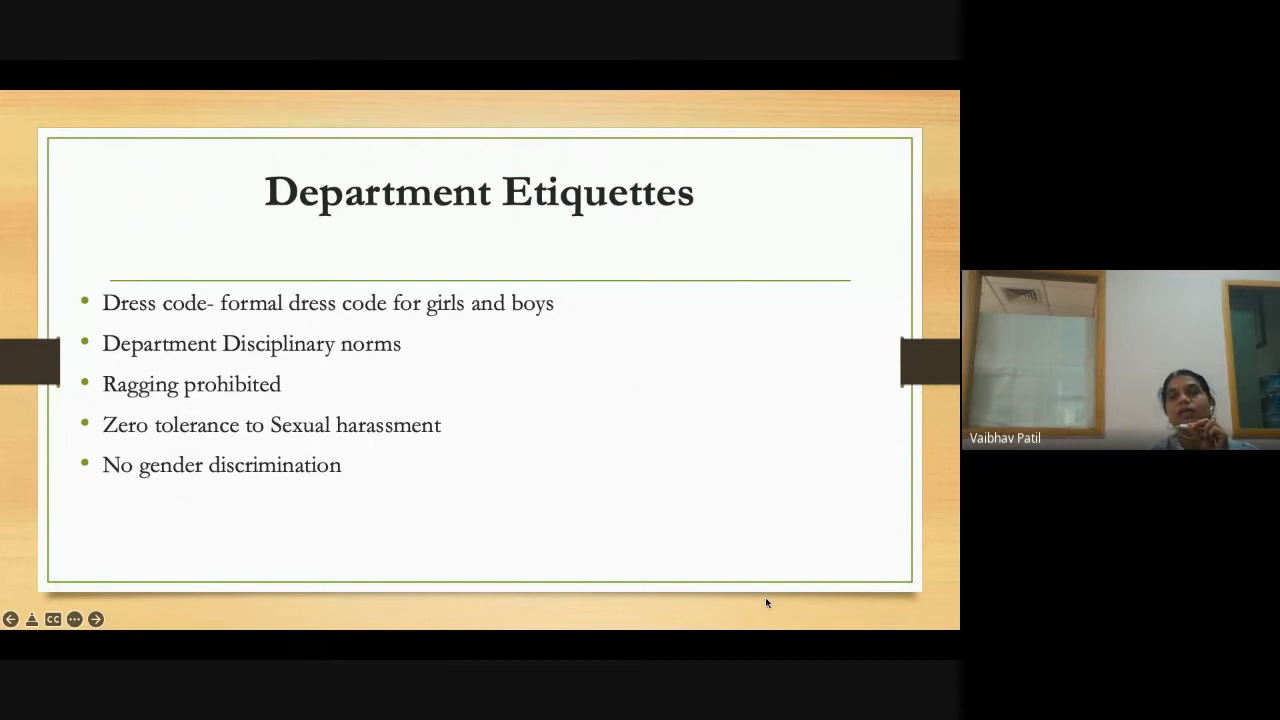 Department Etiquettes
Dress code- formal dress code for girls and boys
Department Disciplinary norms
Ragging prohibited
Zero tolerance to Sexual harassment
No gender discrimination
Vaibhav Patil
CC